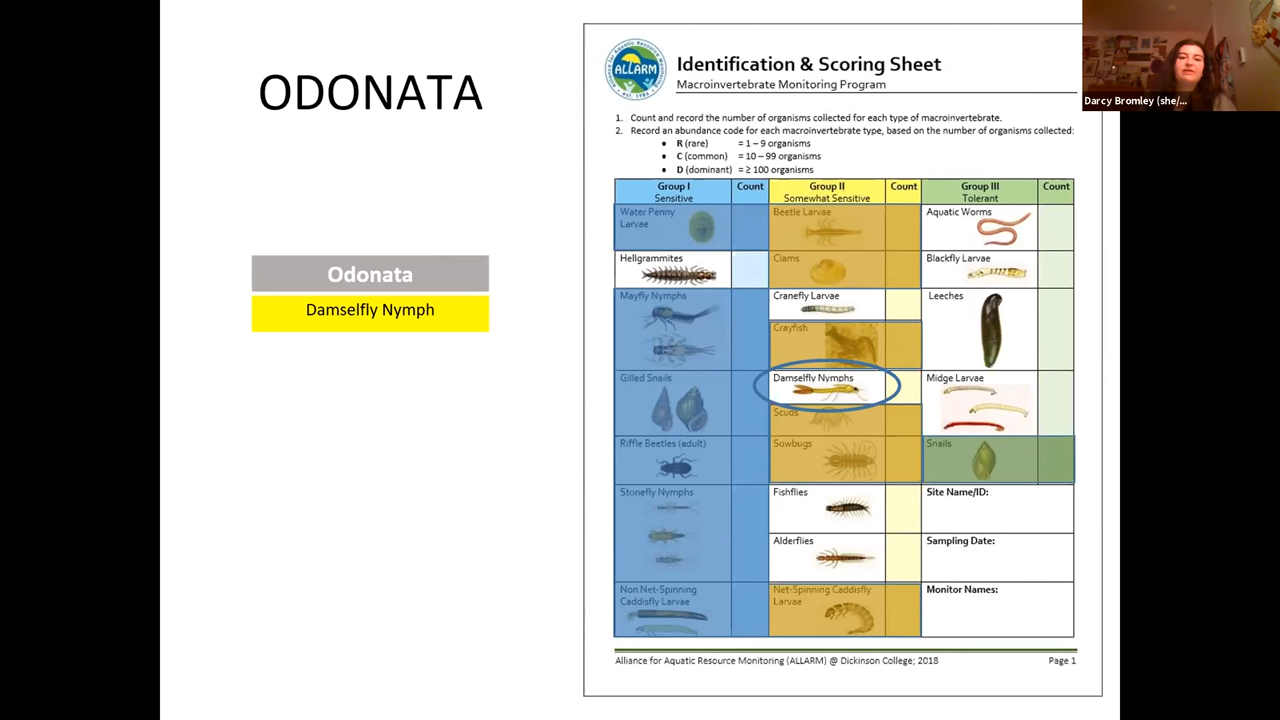 ODONATA
Odonata
Damselfly Nymph
ALLARM
Identification & Scoring Sheet
Macroinvertebrate Monitoring Program
1. Count and record the number of organisms collected for each type of macroinvertebrate.
2. Record an abundance code for each macroinvertebrate type, based on the number of organisms collected:
• R (rare) = 1 – 9 organisms
• C (common) = 10 – 99 organisms
• D (dominant) = ≥ 100 organisms
Group I Count Group II Count Group III Count
Sensitive Somewhat Sensitive Tolerant
Water Penny Beetle Larvae Aquatic Worms
Larvae
Hellgrammites Clams Blackfly Larvae
Mayfly Nymphs Cranefly Larvae Leeches
Crayfish
Gilled Snails Damselfly Nymphs Midge Larvae
Scuds
Riffle Beetles (adult) Sowbugs Snails
Stonefly Nymphs Fishflies Site Name/ID:
Alderflies Sampling Date:
Non Net-Spinning Net-Spinning Caddisfly Monitor Names:
Caddisfly Larvae Larvae
Alliance for Aquatic Resource Monitoring (ALLARM) @ Dickinson College; 2018 Page 1
Darcy Bromley (she/...